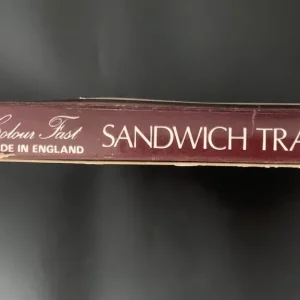 Colour Fast
DE IN ENGLAND
SANDWICH TRA